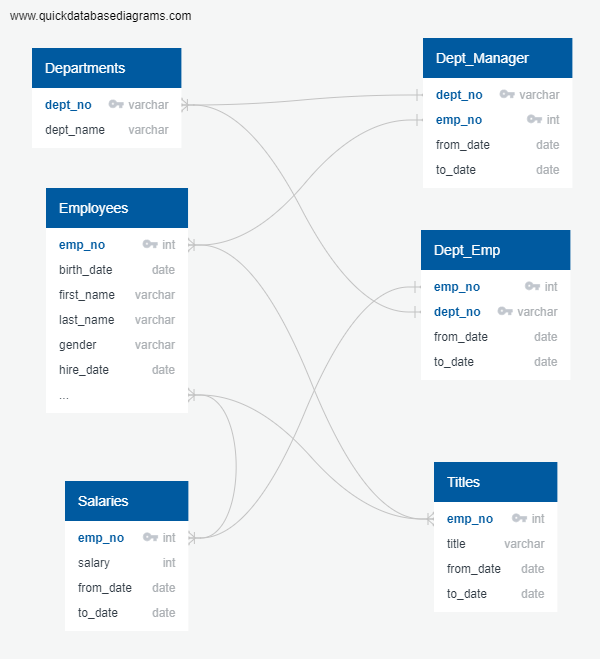 www.quickdatabasediagrams.com
Departments
dept_no varchar
dept_name varchar
Employees
emp_no int
birth_date date
first_name varchar
last_name varchar
gender varchar
hire_date date
...
Salaries
emp_no int
salary int
from_date date
to_date date
Dept_Manager
dept_no varchar
emp_no int
from_date date
to_date date
Dept_Emp
emp_no int
dept_no varchar
from_date date
to_date date
Titles
emp_no int
title varchar
from_date date
to_date date